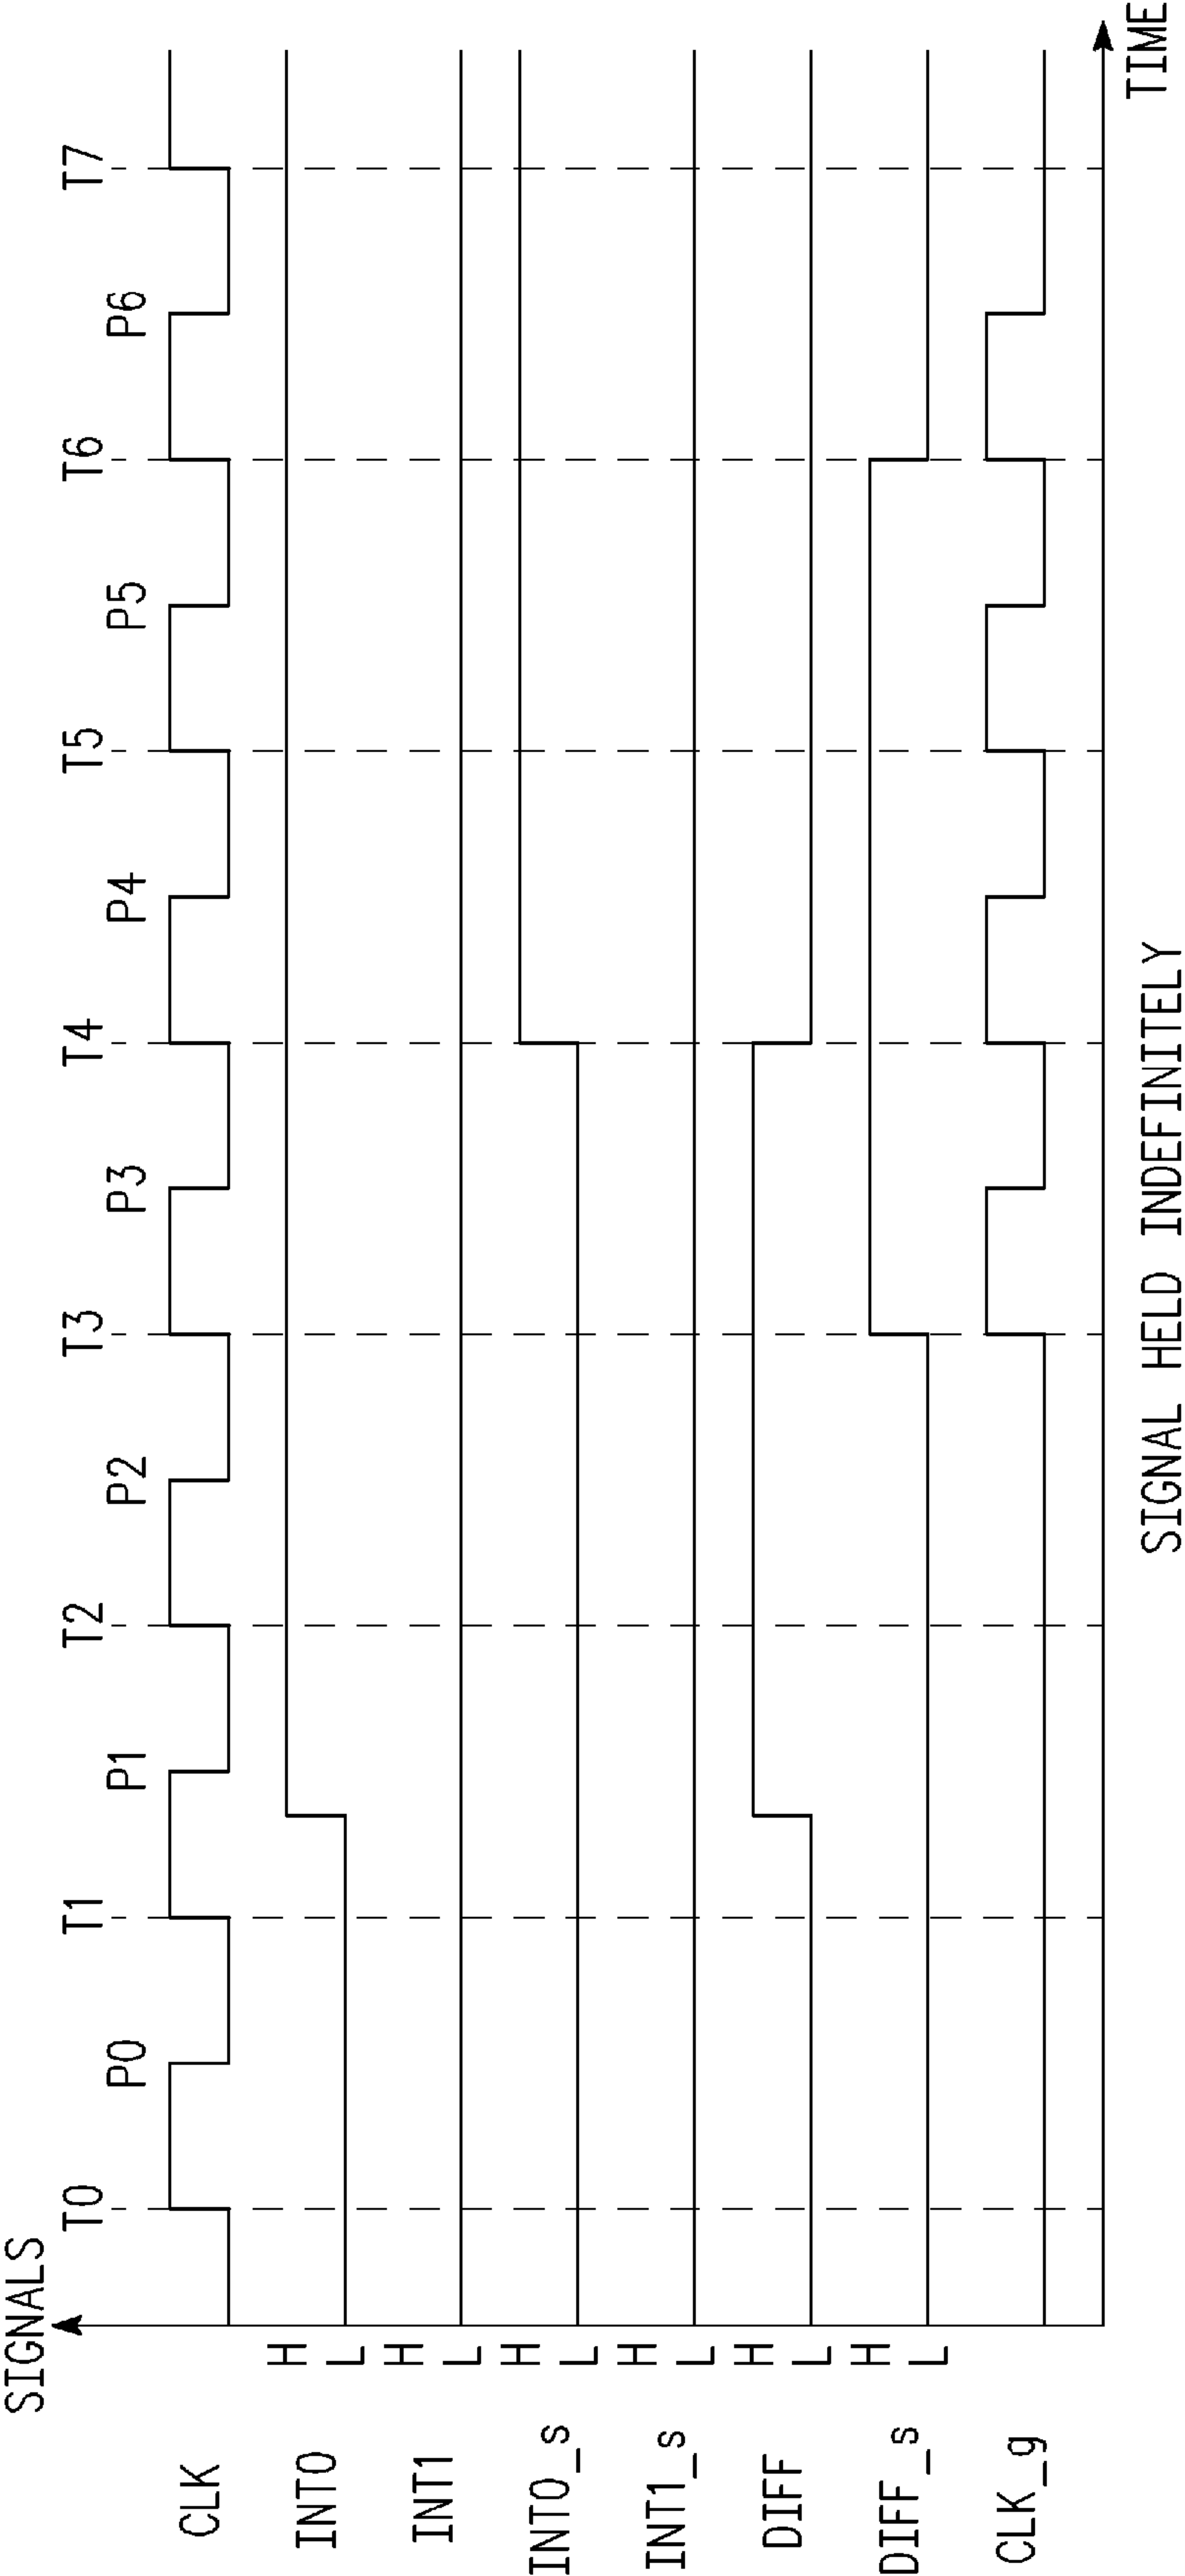 SIGNALS
T0 T1 T2 T3 T4 T5 T6 T7
P0 P1 P2 P3 P4 P5 P6
CLK
INT0 H
L
INT1 H
L
INT0_s H
L
INT1_s H
L
DIFF H
L
DIFF_s H
L
CLK_g
TIME
SIGNAL HELD INDEFINITELY